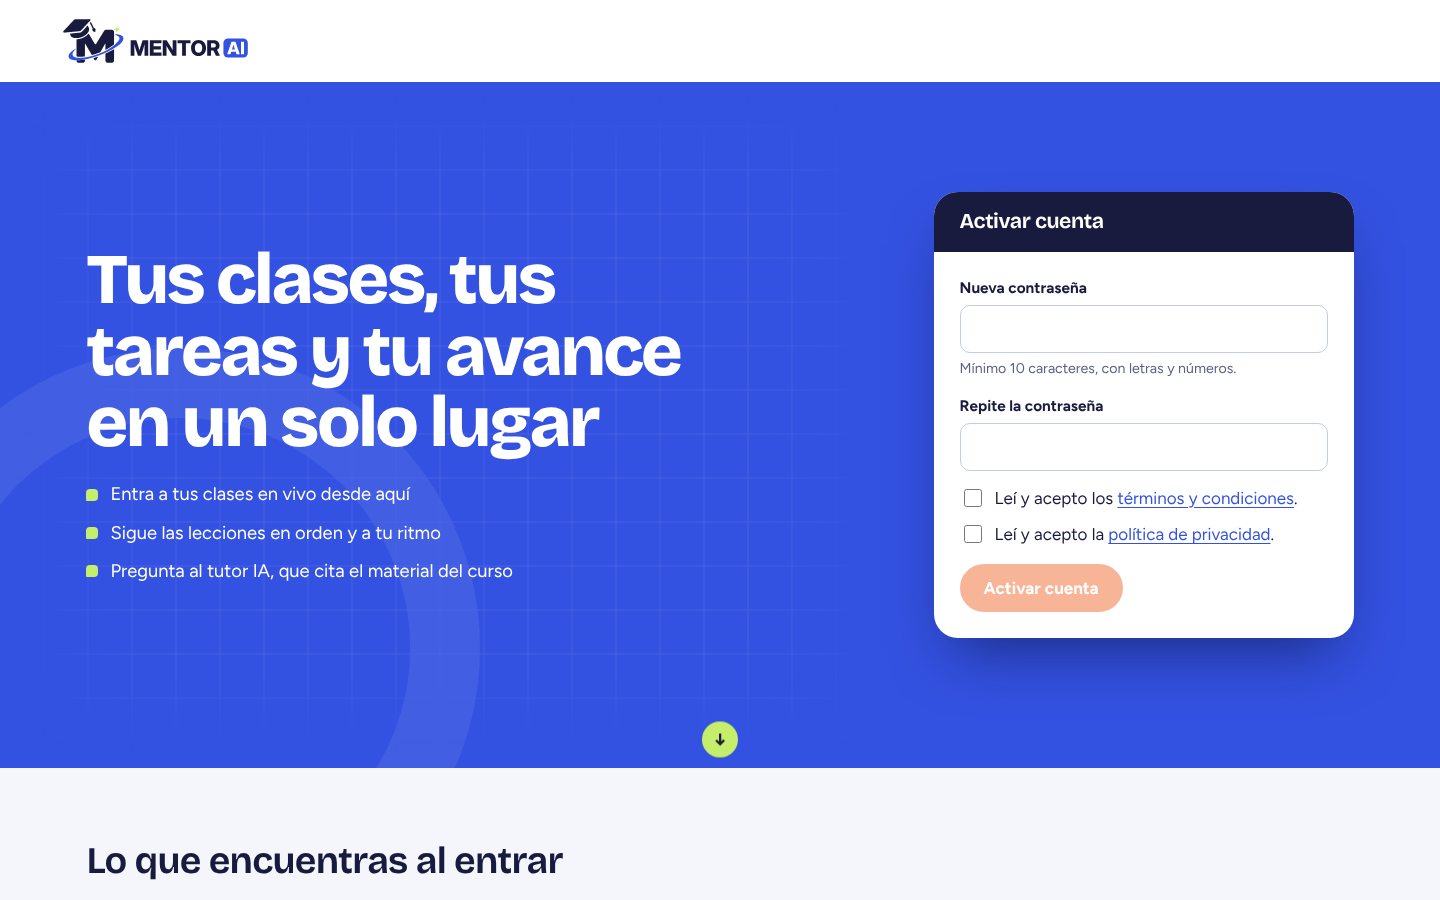 MENTOR AI
Tus clases, tus
tareas y tu avance
en un solo lugar
Entra a tus clases en vivo desde aquí
Sigue las lecciones en orden y a tu ritmo
Pregunta al tutor IA, que cita el material del curso
Activar cuenta
Nueva contraseña
Mínimo 10 caracteres, con letras y números.
Repite la contraseña
Leí y acepto los términos y condiciones.
Leí y acepto la política de privacidad.
Activar cuenta
Lo que encuentras al entrar